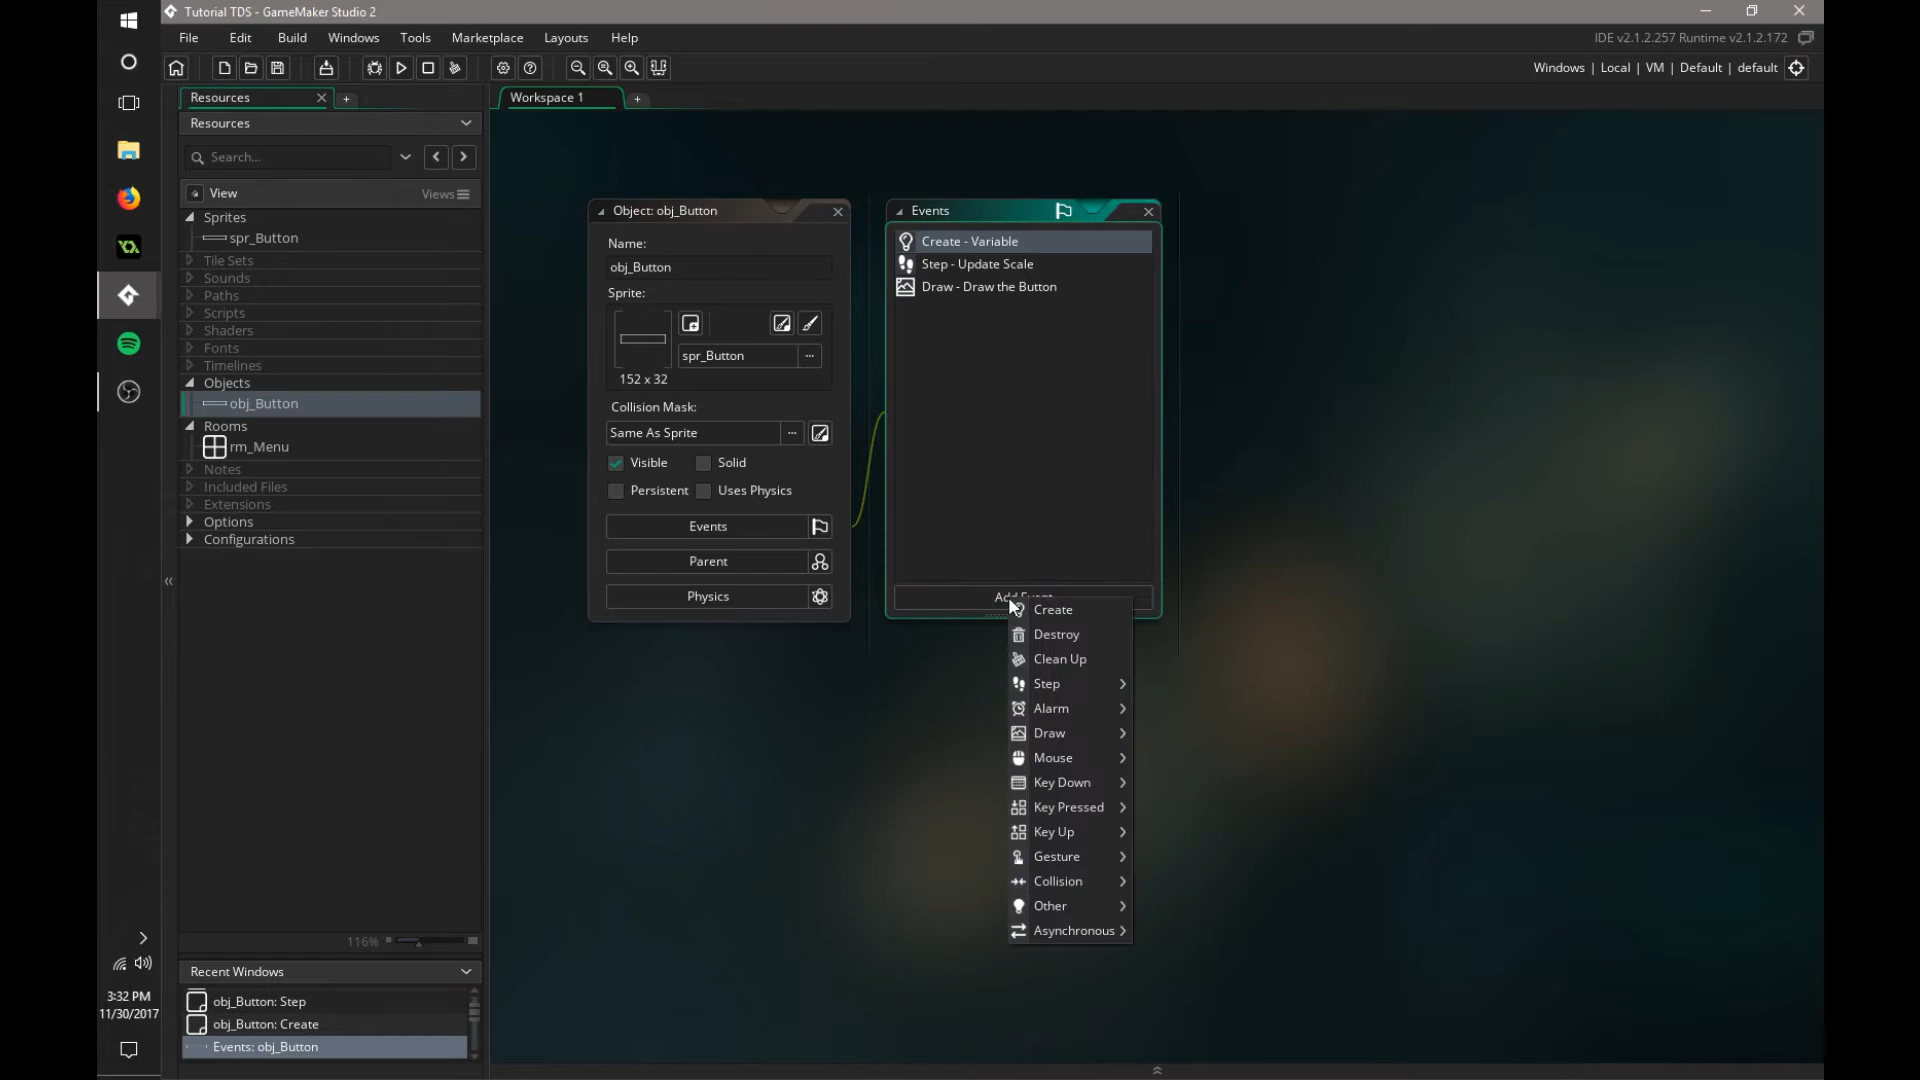 Tutorial TDS - GameMaker Studio 2
File Edit Build Windows Tools Marketplace Layouts Help
IDE v2.1.2.257 Runtime v2.1.2.172
Windows | Local | VM | Default | default
Resources
Workspace 1
Resources
Search...
View
Views
Sprites
spr_Button
Tile Sets
Sounds
Paths
Scripts
Shaders
Fonts
Timelines
Objects
obj_Button
Rooms
rm_Menu
Notes
Included Files
Extensions
Options
Configurations
116%
Recent Windows
obj_Button: Step
obj_Button: Create
Events: obj_Button
3:32 PM
11/30/2017
Object: obj_Button
Name:
obj_Button
Sprite:
spr_Button
152 x 32
Collision Mask:
Same As Sprite
Visible
Solid
Persistent
Uses Physics
Events
Parent
Physics
Events
Create - Variable
Step - Update Scale
Draw - Draw the Button
Add Event
Create
Destroy
Clean Up
Step
Alarm
Draw
Mouse
Key Down
Key Pressed
Key Up
Gesture
Collision
Other
Asynchronous